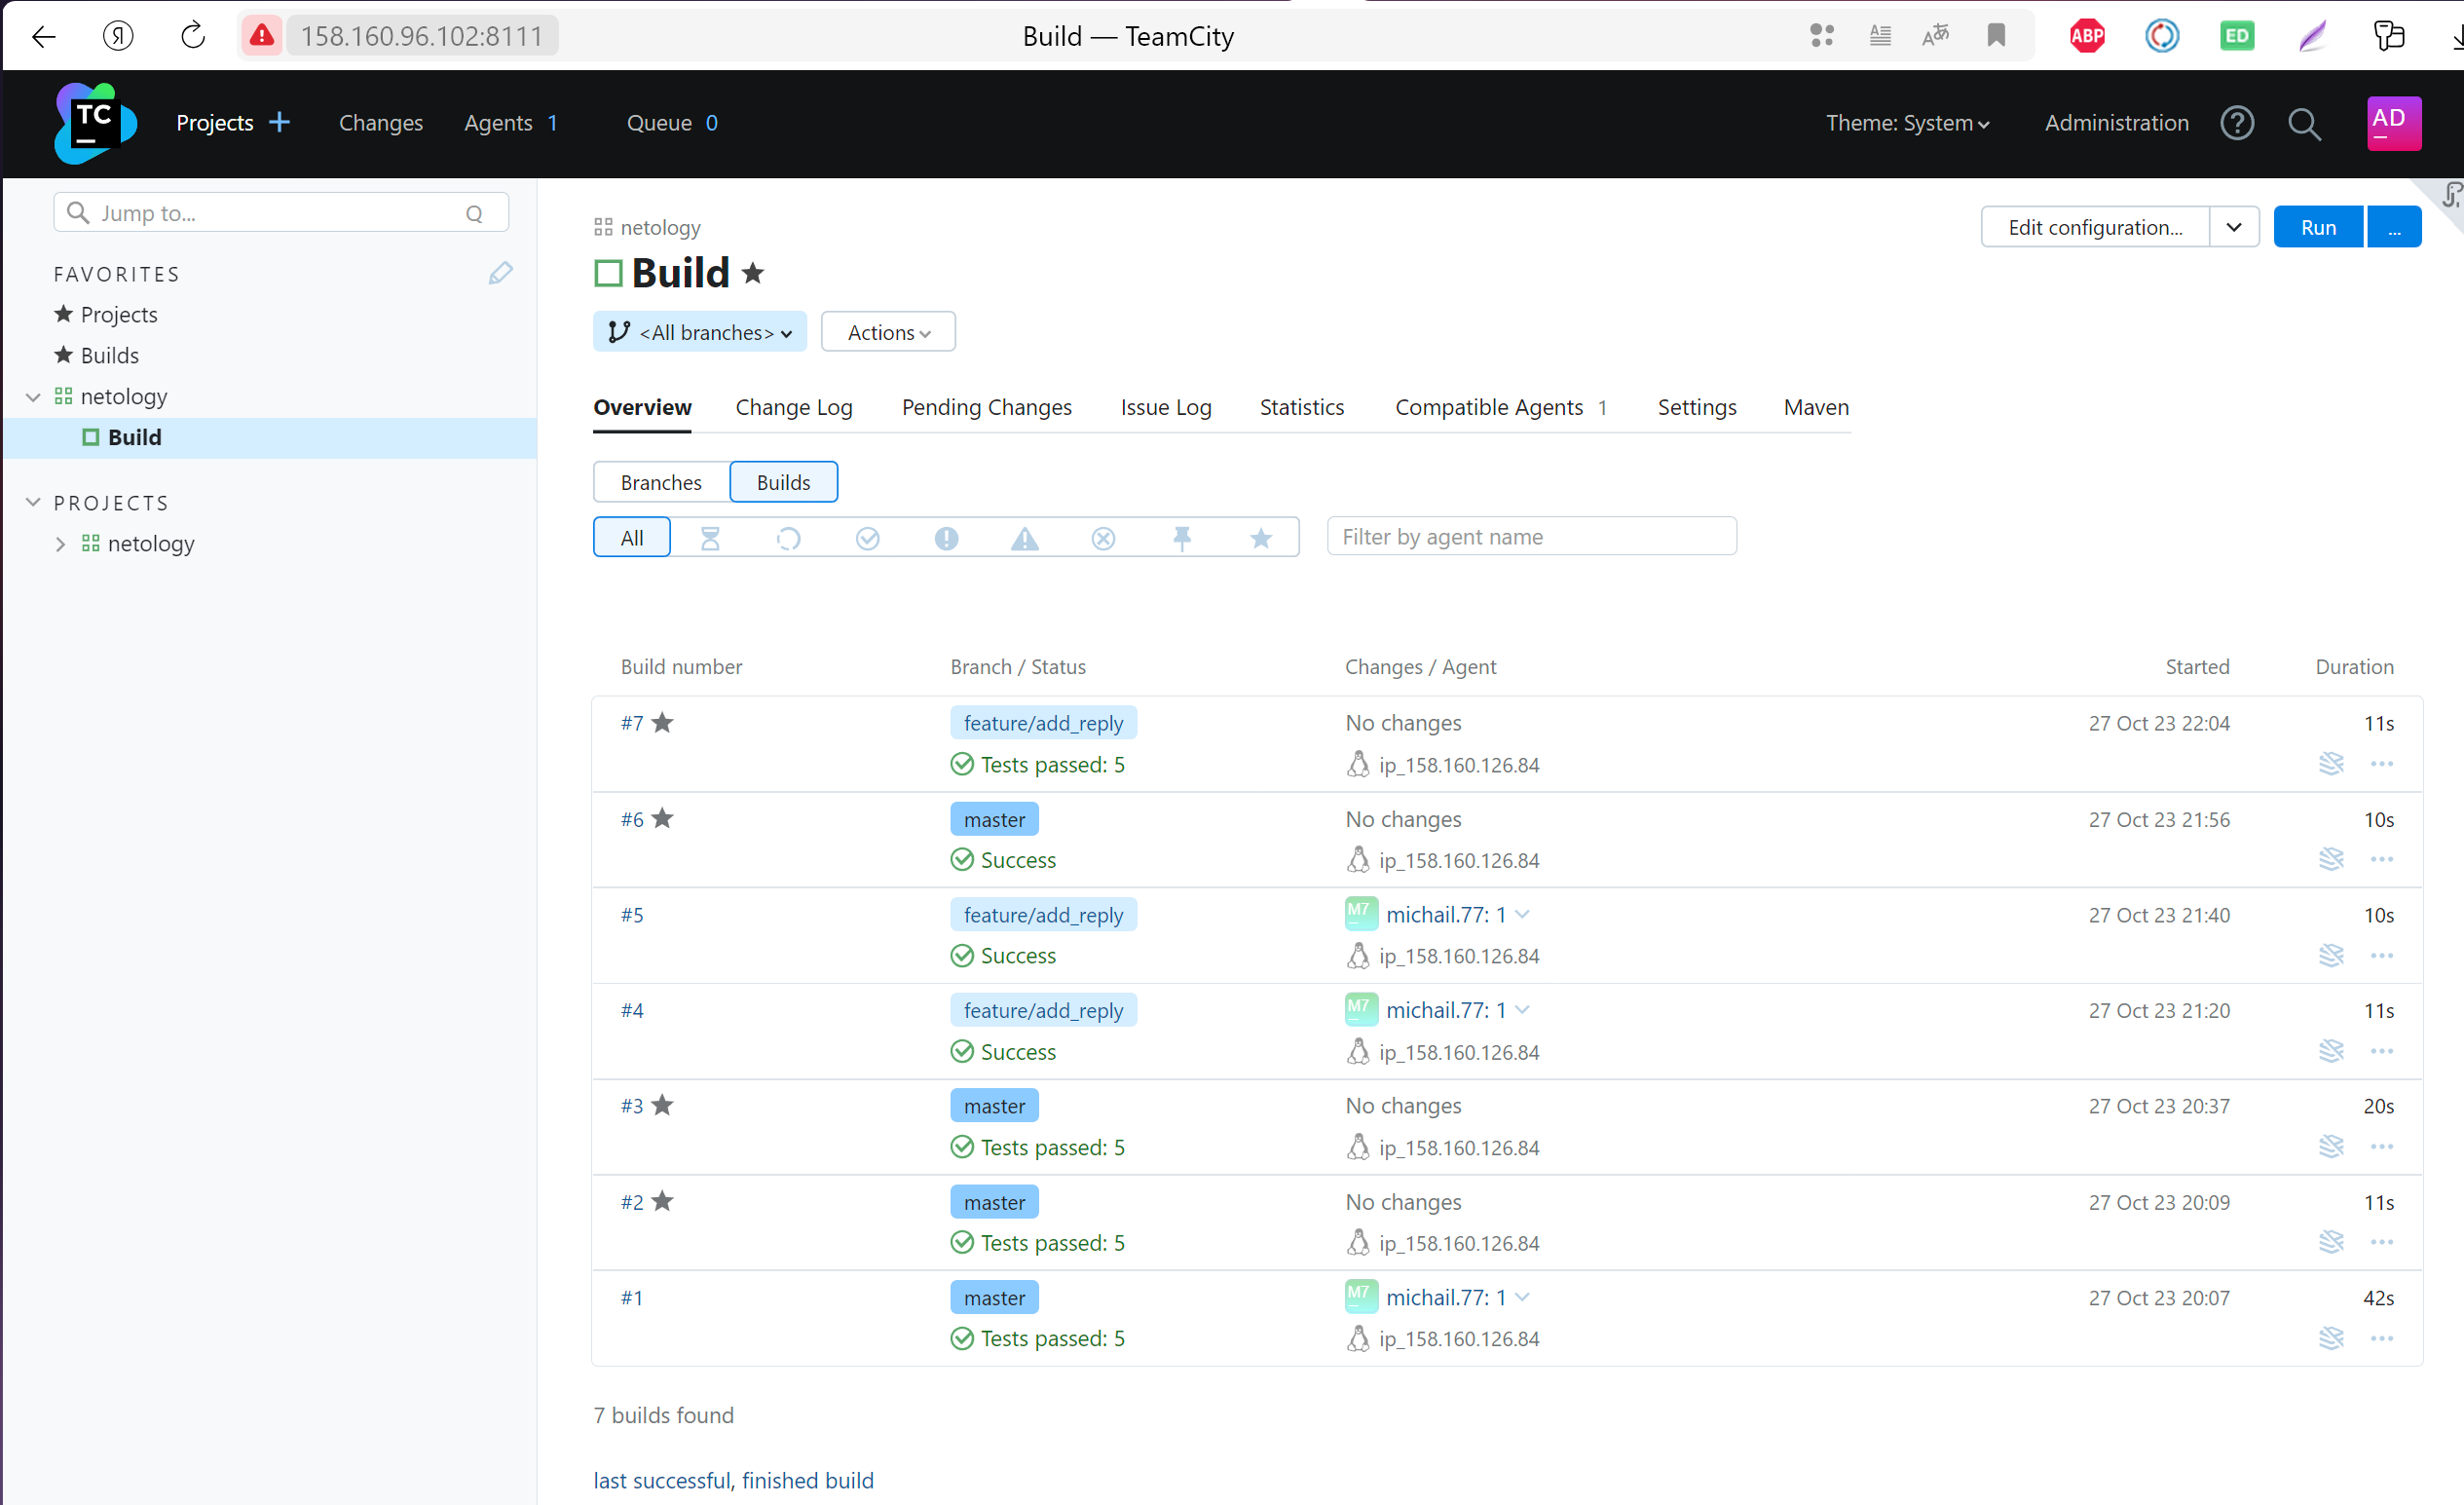 158.160.96.102:8111
Build — TeamCity
ABP
ED
TC
Projects
Changes
Agents 1
Queue 0
Theme: System
Administration
AD
Jump to...
Q
FAVORITES
Projects
Builds
netology
Build
PROJECTS
netology
netology
Edit configuration...
Run
...
Build
<All branches>
Actions
Overview
Change Log
Pending Changes
Issue Log
Statistics
Compatible Agents 1
Settings
Maven
Branches
Builds
All
Filter by agent name
Build number
Branch / Status
Changes / Agent
Started
Duration
#7
feature/add_reply
No changes
27 Oct 23 22:04
11s
Tests passed: 5
ip_158.160.126.84
#6
master
No changes
27 Oct 23 21:56
10s
Success
ip_158.160.126.84
#5
feature/add_reply
M7
michail.77: 1
27 Oct 23 21:40
10s
Success
ip_158.160.126.84
#4
feature/add_reply
M7
michail.77: 1
27 Oct 23 21:20
11s
Success
ip_158.160.126.84
#3
master
No changes
27 Oct 23 20:37
20s
Tests passed: 5
ip_158.160.126.84
#2
master
No changes
27 Oct 23 20:09
11s
Tests passed: 5
ip_158.160.126.84
#1
master
M7
michail.77: 1
27 Oct 23 20:07
42s
Tests passed: 5
ip_158.160.126.84
7 builds found
last successful, finished build